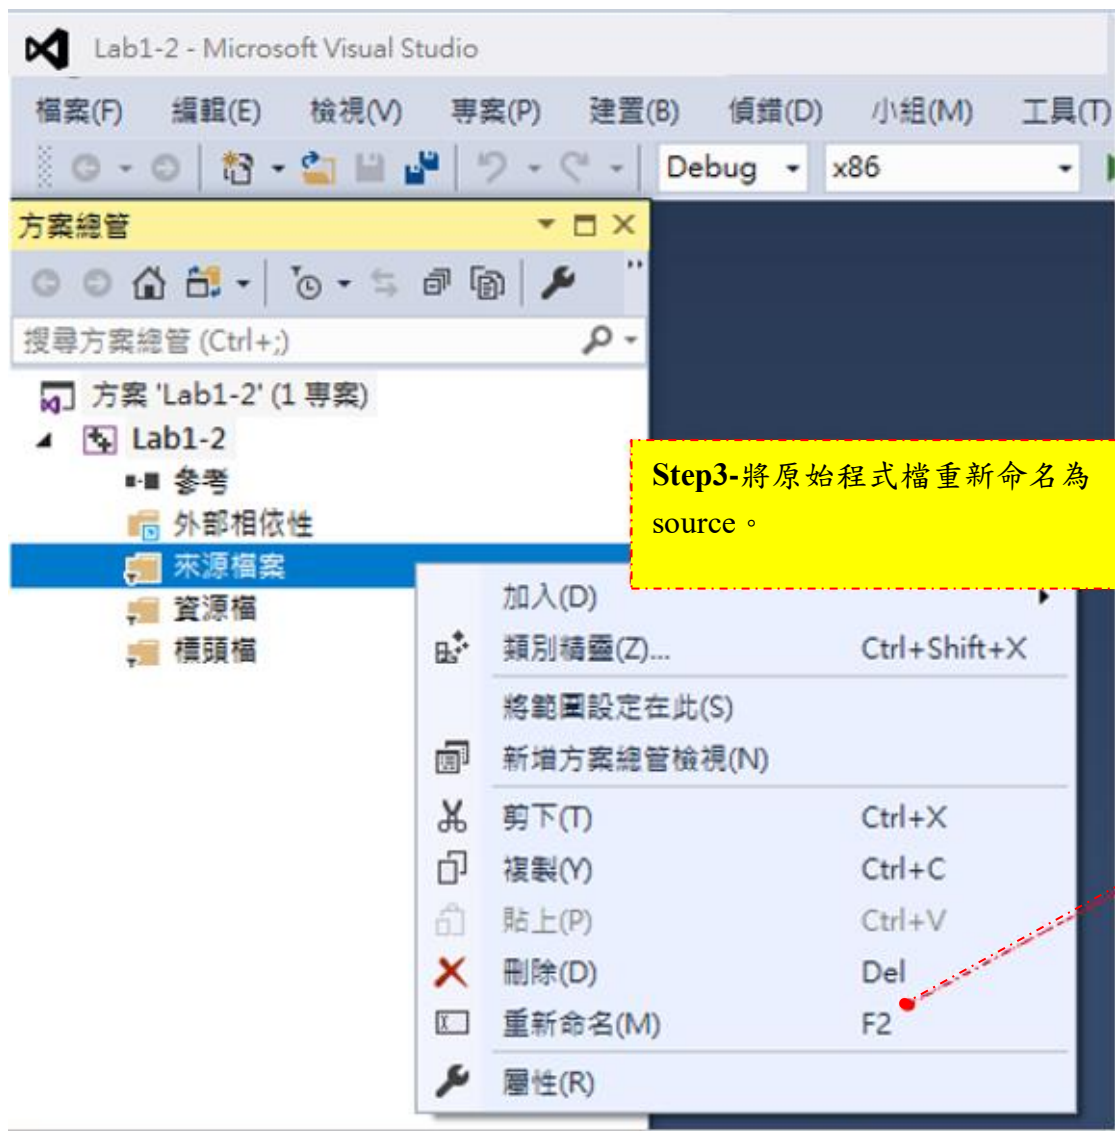 Lab1-2 - Microsoft Visual Studio
檔案(F) 編輯(E) 檢視(V) 專案(P) 建置(B) 偵錯(D) 小組(M) 工具(T)
Debug x86
方案總管
搜尋方案總管 (Ctrl+;)
方案 'Lab1-2' (1 專案)
Lab1-2
參考
外部相依性
來源檔案
資源檔
標頭檔
Step3-將原始程式檔重新命名為
source。
加入(D)
類別精靈(Z)... Ctrl+Shift+X
將範圍設定在此(S)
新增方案總管檢視(N)
剪下(T) Ctrl+X
複製(Y) Ctrl+C
貼上(P) Ctrl+V
刪除(D) Del
重新命名(M) F2
屬性(R)